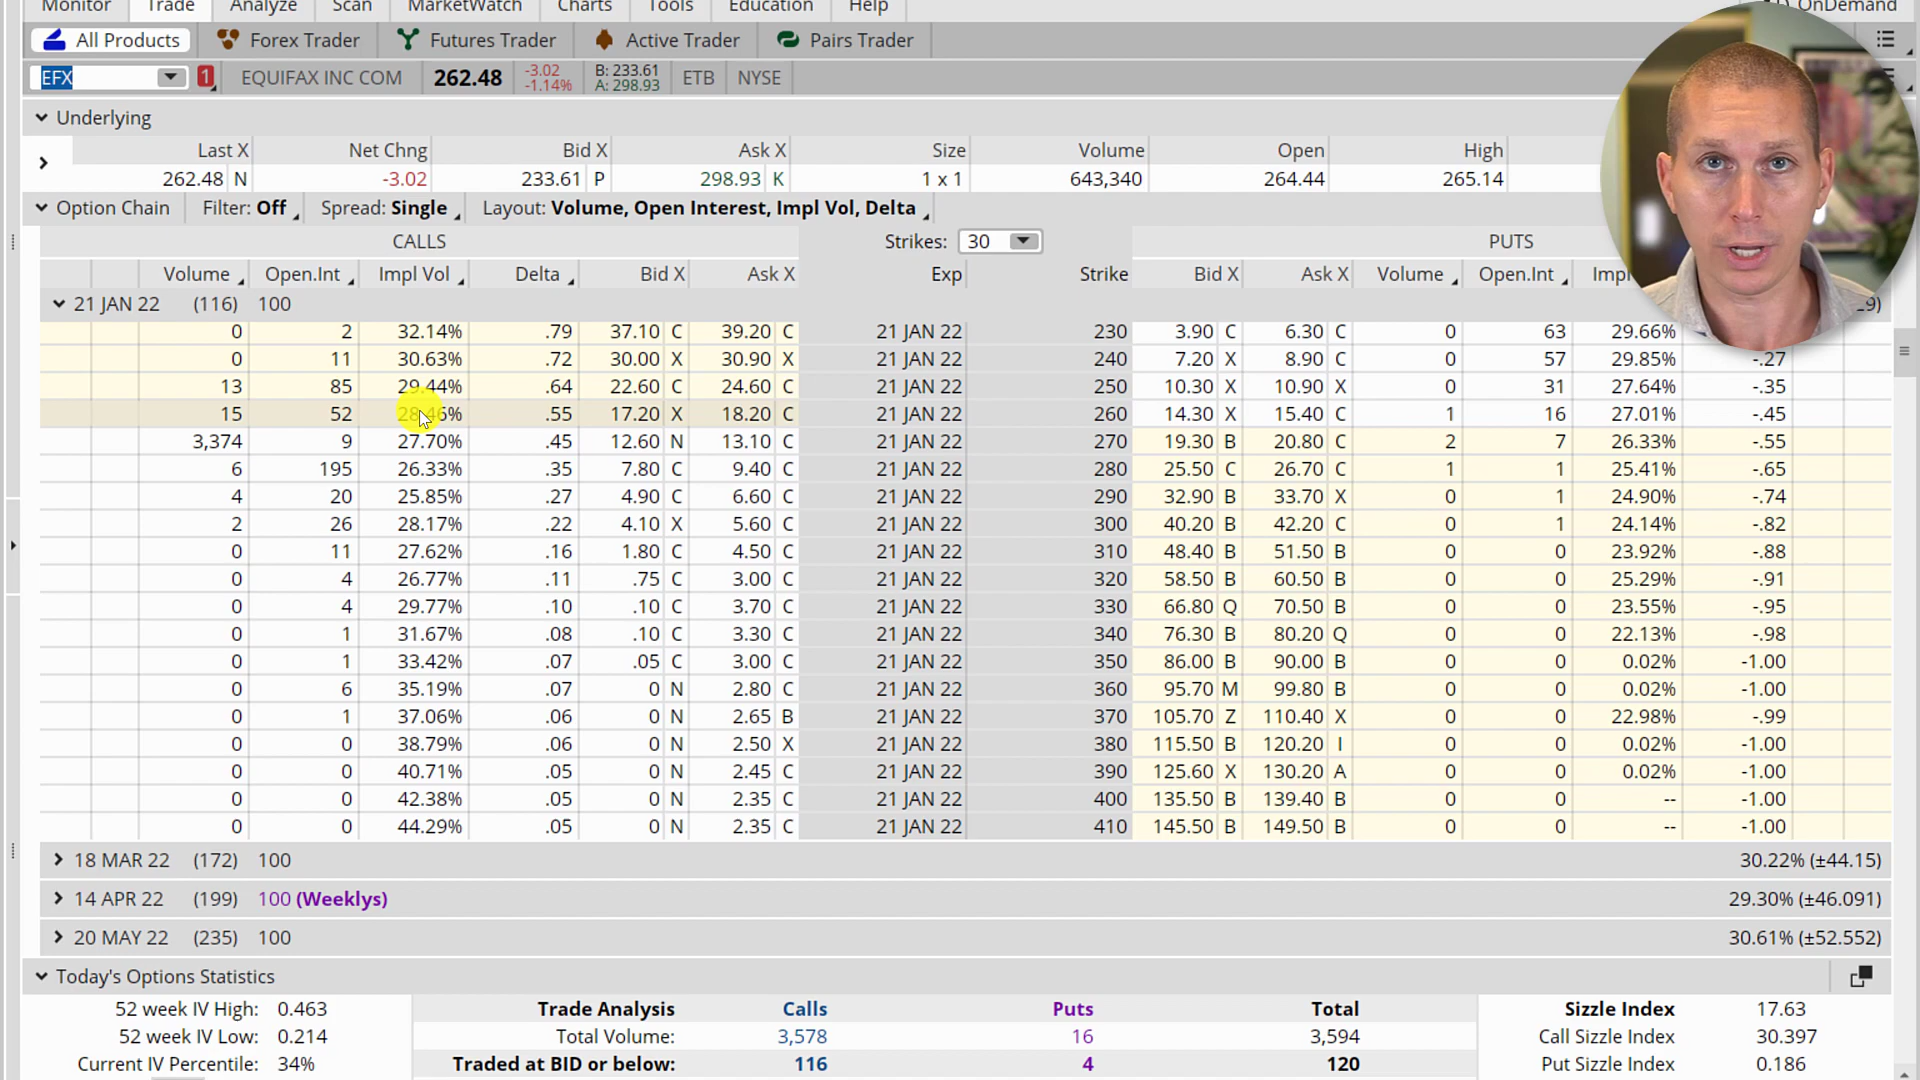 Monitor Trade Analyze Scan MarketWatch Charts Tools Education Help OnDemand
All Products Forex Trader Futures Trader Active Trader Pairs Trader
EFX 1 EQUIFAX INC COM 262.48 -3.02 -1.14% B: 233.61 A: 298.93 ETB NYSE
Underlying
Last X Net Chng Bid X Ask X Size Volume Open High
262.48 N -3.02 233.61 P 298.93 K 1 x 1 643,340 264.44 265.14
Option Chain Filter: Off Spread: Single Layout: Volume, Open Interest, Impl Vol, Delta
CALLS Strikes: 30 PUTS
Volume Open.Int Impl Vol Delta Bid X Ask X Exp Strike Bid X Ask X Volume Open.Int
21 JAN 22 (116) 100
0 2 32.14% .79 37.10 C 39.20 C 21 JAN 22 230 3.90 C 6.30 C 0 63 29.66%
0 11 30.63% .72 30.00 X 30.90 X 21 JAN 22 240 7.20 X 8.90 C 0 57 29.85% -.27
13 85 29.44% .64 22.60 C 24.60 C 21 JAN 22 250 10.30 X 10.90 X 0 31 27.64% -.35
15 52 28.46% .55 17.20 X 18.20 C 21 JAN 22 260 14.30 X 15.40 C 1 16 27.01% -.45
3,374 9 27.70% .45 12.60 N 13.10 C 21 JAN 22 270 19.30 B 20.80 C 2 7 26.33% -.55
6 195 26.33% .35 7.80 C 9.40 C 21 JAN 22 280 25.50 C 26.70 C 1 1 25.41% -.65
4 20 25.85% .27 4.90 C 6.60 C 21 JAN 22 290 32.90 B 33.70 X 0 1 24.90% -.74
2 26 28.17% .22 4.10 X 5.60 C 21 JAN 22 300 40.20 B 42.20 C 0 1 24.14% -.82
0 11 27.62% .16 1.80 C 4.50 C 21 JAN 22 310 48.40 B 51.50 B 0 0 23.92% -.88
0 4 26.77% .11 .75 C 3.00 C 21 JAN 22 320 58.50 B 60.50 B 0 0 25.29% -.91
0 4 29.77% .10 .10 C 3.70 C 21 JAN 22 330 66.80 Q 70.50 B 0 0 23.55% -.95
0 1 31.67% .08 .10 C 3.30 C 21 JAN 22 340 76.30 B 80.20 Q 0 0 22.13% -.98
0 1 33.42% .07 .05 C 3.00 C 21 JAN 22 350 86.00 B 90.00 B 0 0 0.02% -1.00
0 6 35.19% .07 0 N 2.80 C 21 JAN 22 360 95.70 M 99.80 B 0 0 0.02% -1.00
0 1 37.06% .06 0 N 2.65 B 21 JAN 22 370 105.70 Z 110.40 X 0 0 22.98% -.99
0 0 38.79% .06 0 N 2.50 X 21 JAN 22 380 115.50 B 120.20 I 0 0 0.02% -1.00
0 0 40.71% .05 0 N 2.45 C 21 JAN 22 390 125.60 X 130.20 A 0 0 0.02% -1.00
0 0 42.38% .05 0 N 2.35 C 21 JAN 22 400 135.50 B 139.40 B 0 0 -- -1.00
0 0 44.29% .05 0 N 2.35 C 21 JAN 22 410 145.50 B 149.50 B 0 0 -- -1.00
18 MAR 22 (172) 100 30.22% (±44.15)
14 APR 22 (199) 100 (Weeklys) 29.30% (±46.091)
20 MAY 22 (235) 100 30.61% (±52.552)
Today's Options Statistics
52 week IV High: 0.463 Trade Analysis Calls Puts Total Sizzle Index 17.63
52 week IV Low: 0.214 Total Volume: 3,578 16 3,594 Call Sizzle Index 30.397
Current IV Percentile: 34% Traded at BID or below: 116 4 120 Put Sizzle Index 0.186